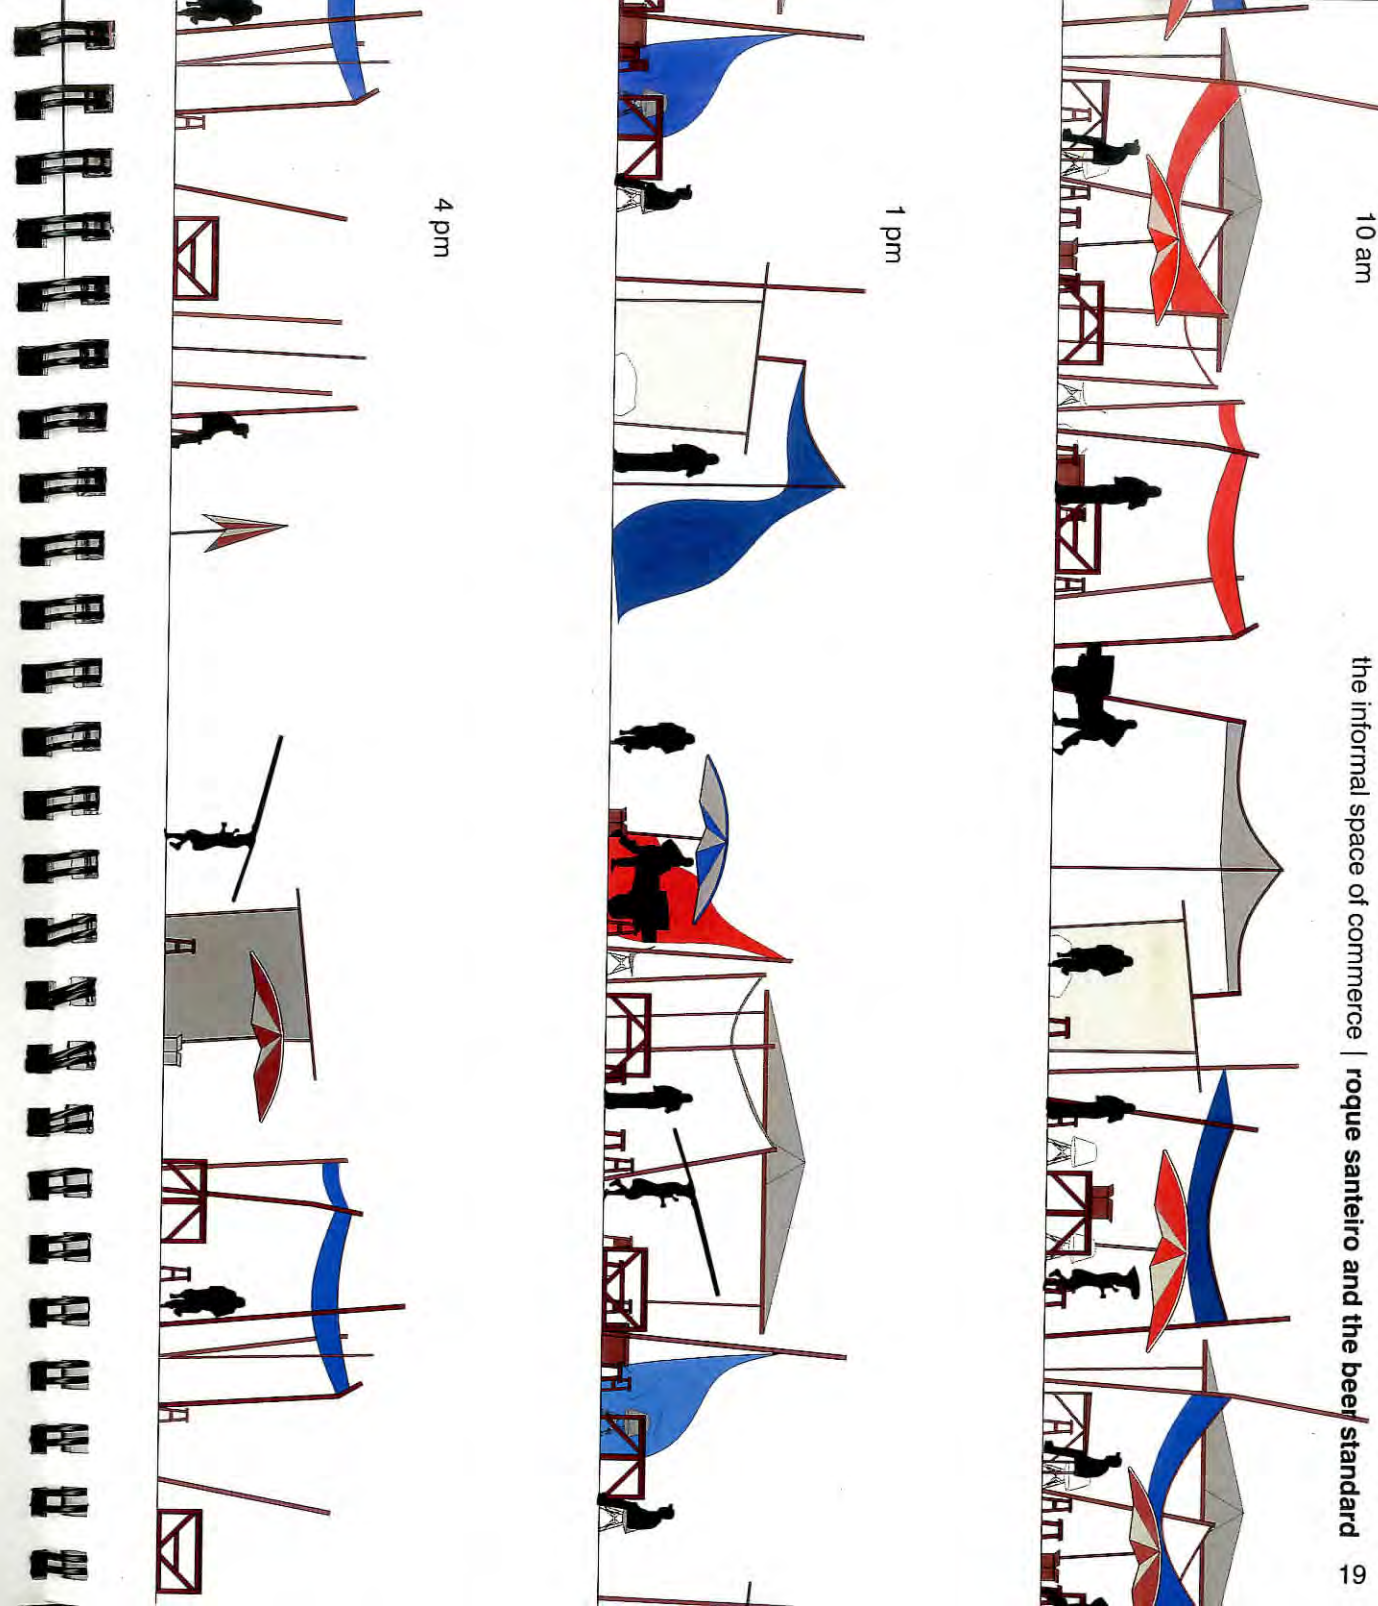 the informal space of commerce | roque santeiro and the beer standard 19
10 am
1 pm
4 pm